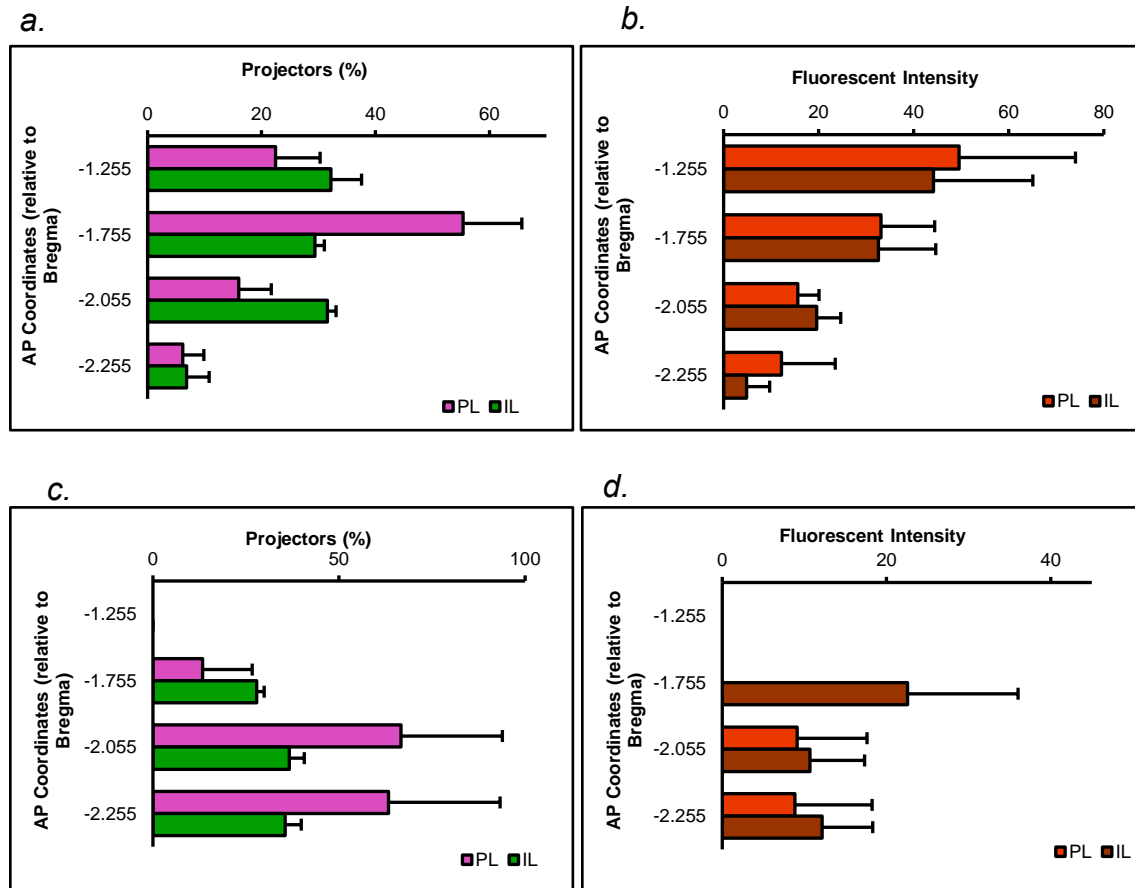 a.
Projectors (%)
0 20 40 60
AP Coordinates (relative to
Bregma)
-1.255
-1.755
-2.055
-2.255
PL IL
b.
Fluorescent Intensity
0 20 40 60 80
AP Coordinates (relative to
Bregma)
-1.255
-1.755
-2.055
-2.255
PL IL
c.
Projectors (%)
0 50 100
AP Coordinates (relative to
Bregma)
-1.255
-1.755
-2.055
-2.255
PL IL
d.
Fluorescent Intensity
0 20 40
AP Coordinates (relative to
Bregma)
-1.255
-1.755
-2.055
-2.255
PL IL